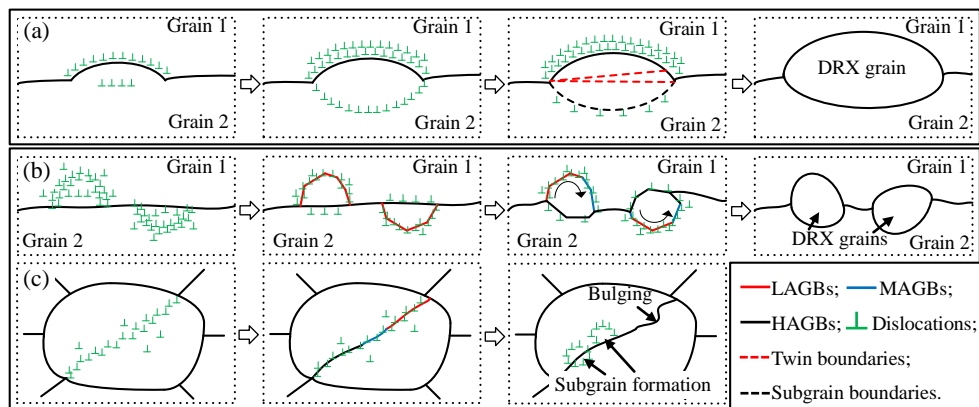 (a)
Grain 1
Grain 2
Grain 1
Grain 2
Grain 1
Grain 2
DRX grain
Grain 1
Grain 2
(b)
Grain 1
Grain 2
Grain 1
Grain 2
Grain 1
Grain 2
Grain 1
DRX grains
Grain 2
(c)
Bulging
Subgrain formation
LAGBs; MAGBs;
HAGBs; Dislocations;
Twin boundaries;
Subgrain boundaries.